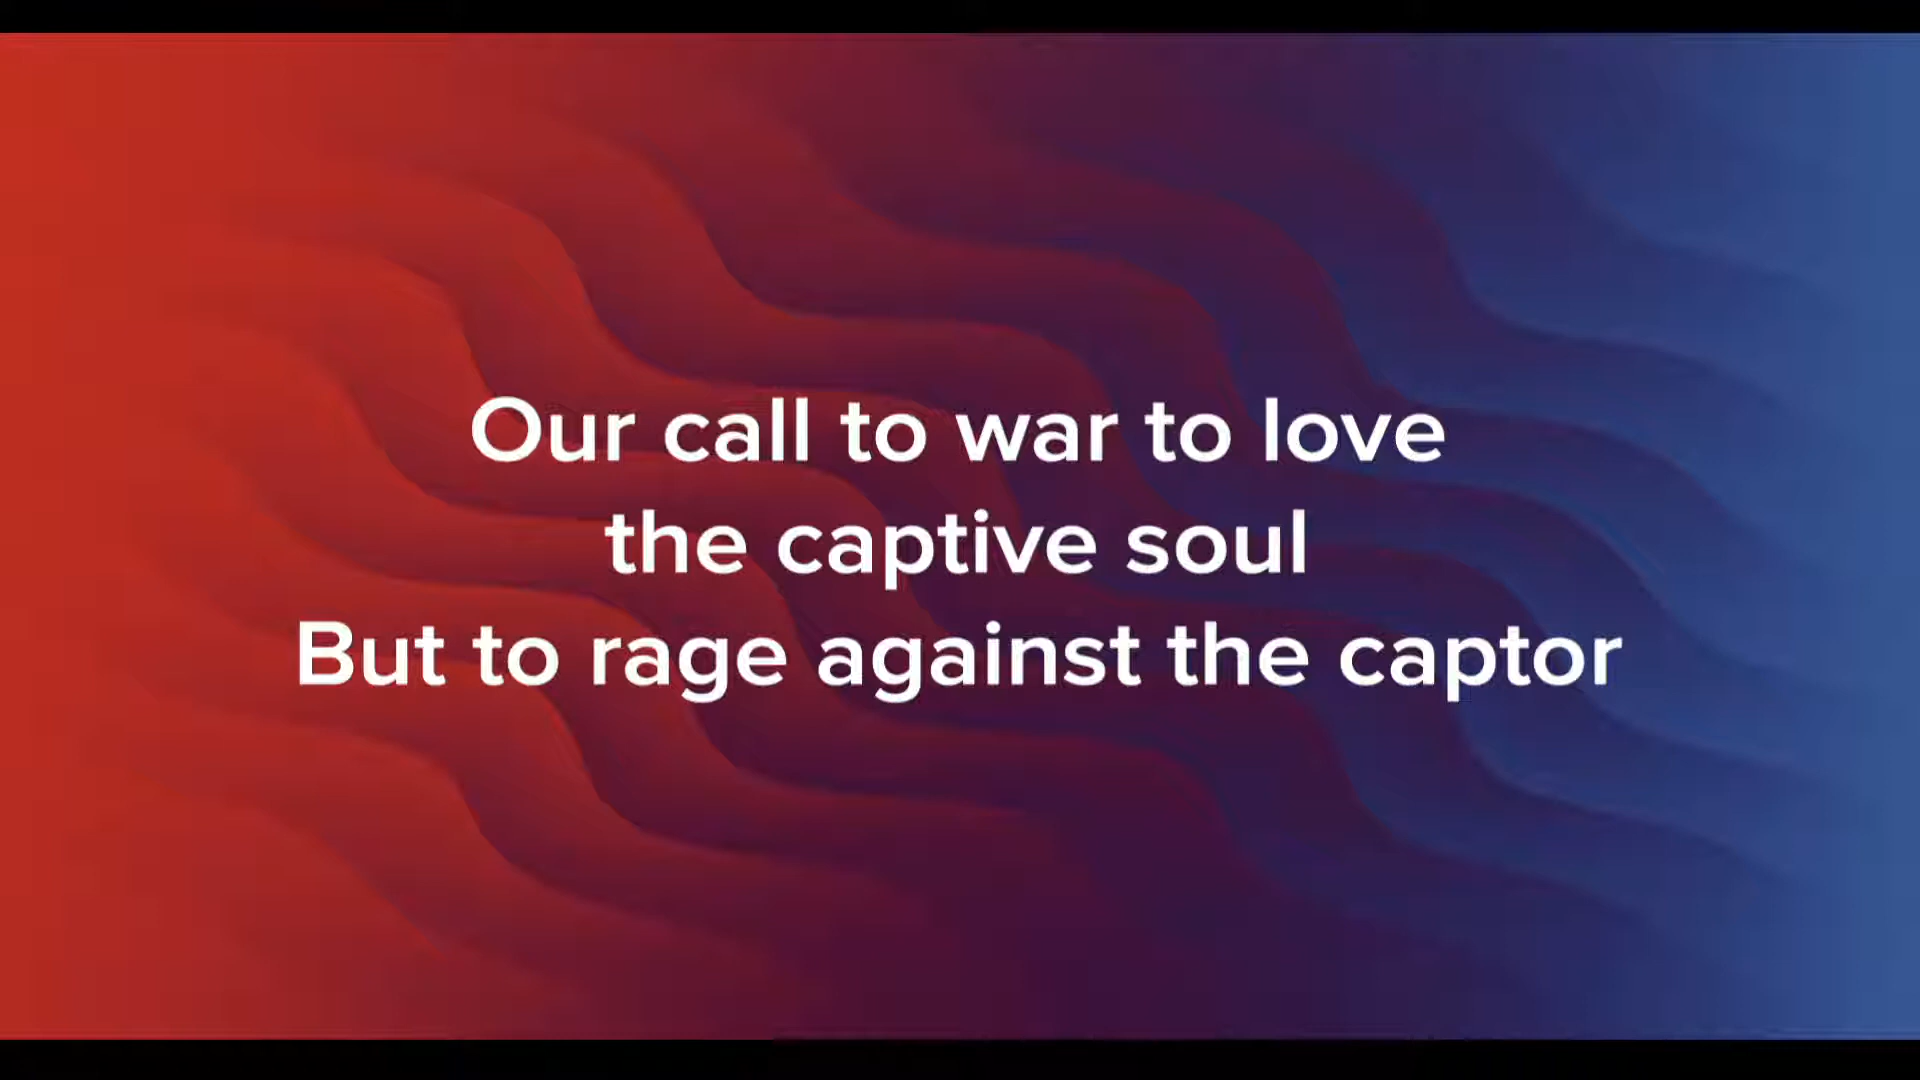 Our call to war to love
the captive soul
But to rage against the captor